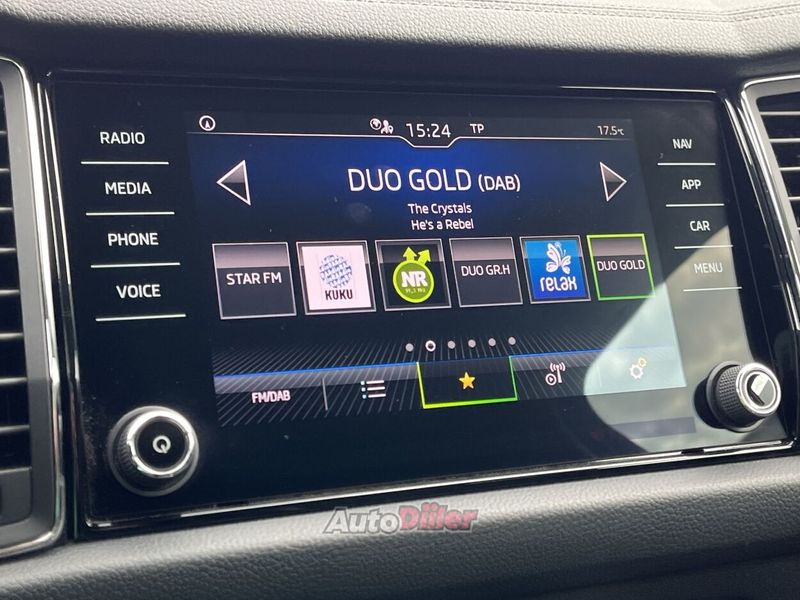 RADIO
MEDIA
PHONE
VOICE
15:24 TP 17.5°C
DUO GOLD (DAB)
The Crystals
He's a Rebel
STAR FM
KUKU
NR
DUO GR.H
relax
DUO GOLD
FM/DAB
NAV
APP
CAR
MENU
AutoDiiler